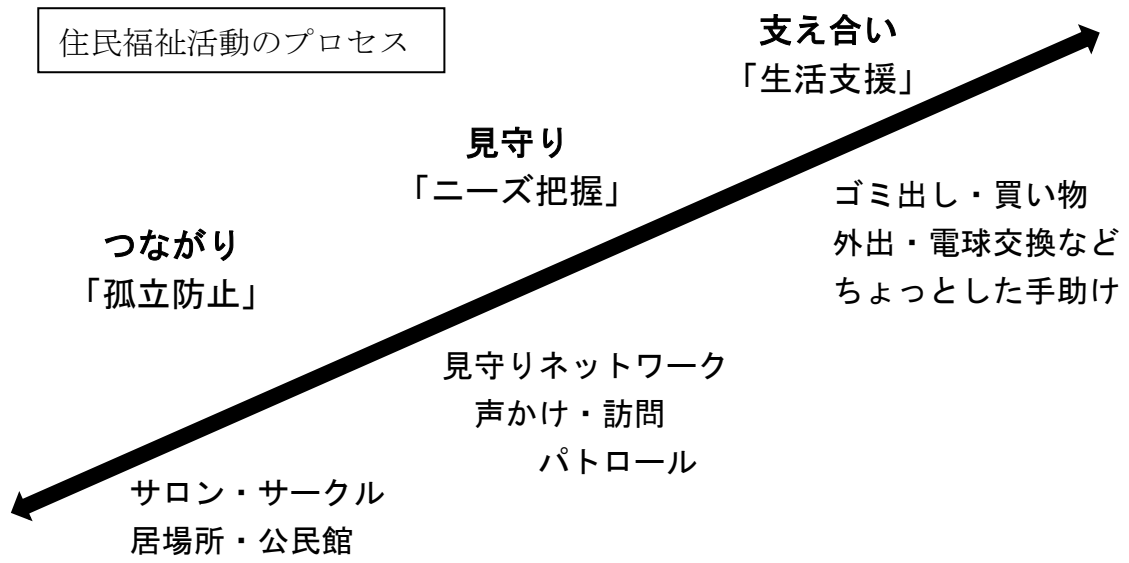 住民福祉活動のプロセス
支え合い
「生活支援」
見守り
「ニーズ把握」
つながり
「孤立防止」
ゴミ出し・買い物
外出・電球交換など
ちょっとした手助け
見守りネットワーク
声かけ・訪問
パトロール
サロン・サークル
居場所・公民館